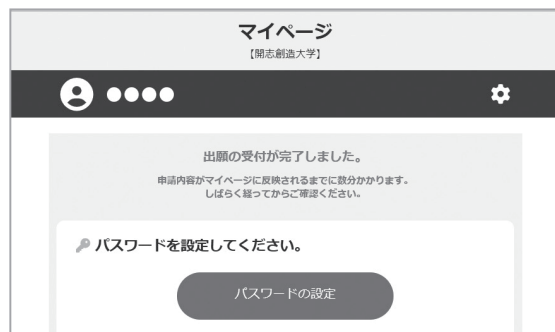 マイページ
【開志創造大学】
●●●●
出願の受付が完了しました。
申請内容がマイページに反映されるまでに数分かかります。
しばらく経ってからご確認ください。
パスワードを設定してください。
パスワードの設定